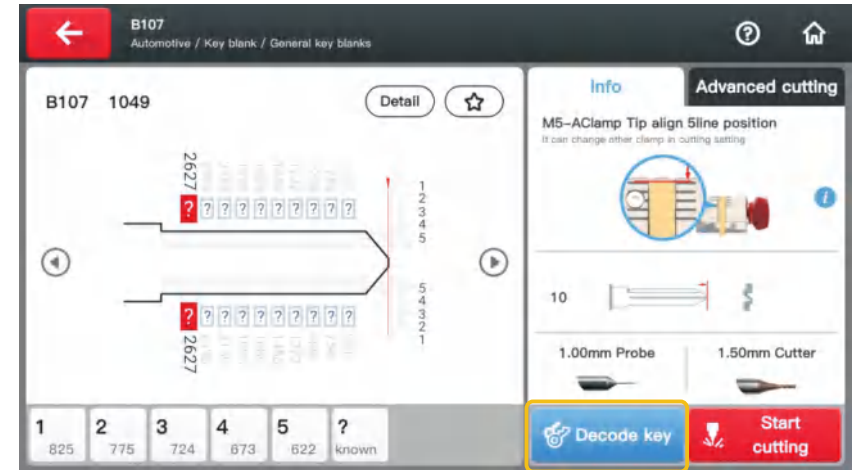 B107
Automotive / Key blank / General key blanks
B107 1049
Detail
2627
? ? ? ? ? ? ? ? ? ?
1
2
3
4
5
5
4
3
2
1
? ? ? ? ? ? ? ? ? ?
2627
Info
Advanced cutting
M5-AClamp Tip align 5line position
It can change other clamp in cutting setting
10
1.00mm Probe
1.50mm Cutter
1 825
2 775
3 724
4 673
5 622
? known
Decode key
Start
cutting